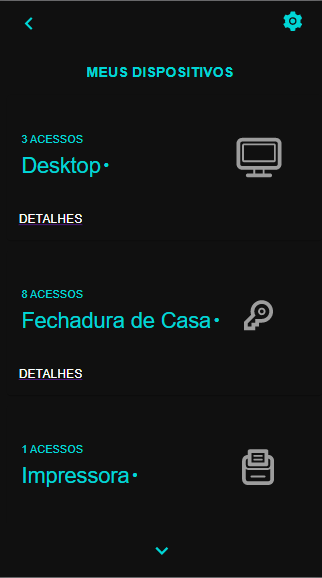 MEUS DISPOSITIVOS
3 ACESSOS
Desktop
DETALHES
8 ACESSOS
Fechadura de Casa
DETALHES
1 ACESSOS
Impressora